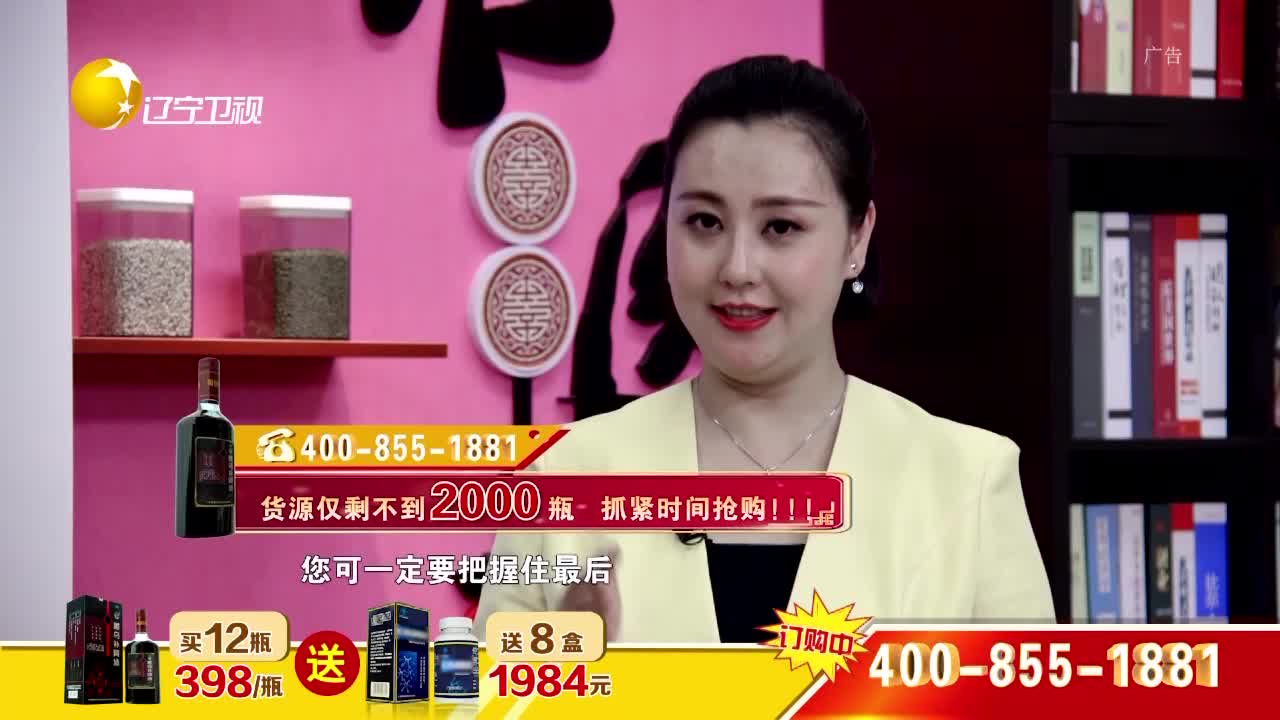 广告
辽宁卫视
400-855-1881
货源仅剩不到2000瓶 抓紧时间抢购!!!
您可一定要把握住最后
买12瓶
398/瓶
送
送8盒
1984元
订购中
400-855-1881